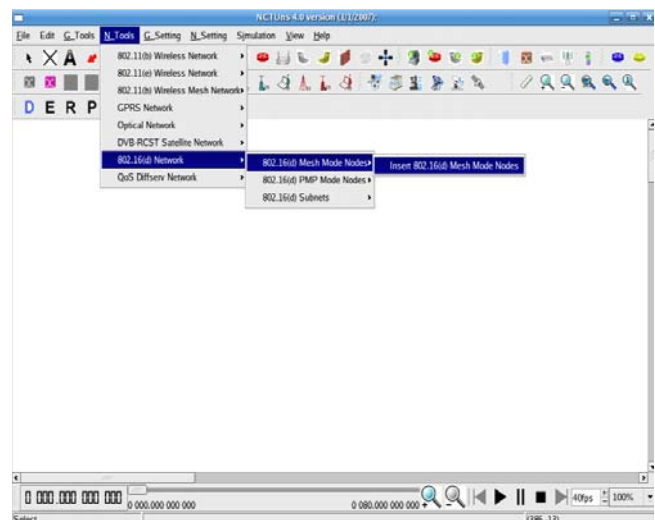 NCTUns 4.0 version (1/1/2007):
File Edit G_Tools N_Tools G_Setting N_Setting Simulation View Help
802.11(b) Wireless Network
802.11(e) Wireless Network
802.11(b) Wireless Mesh Network
GPRS Network
Optical Network
DVB-RCST Satellite Network
802.16(d) Network
QoS Diffserv Network
802.16(d) Mesh Mode Nodes
802.16(d) PMP Mode Nodes
802.16(d) Subnets
Insert 802.16(d) Mesh Mode Nodes
A
D E R P
0 000 .000 000 000
0 000.000 000 000
0 080.000 000 000
40fps
100%
Select
(386, 13)